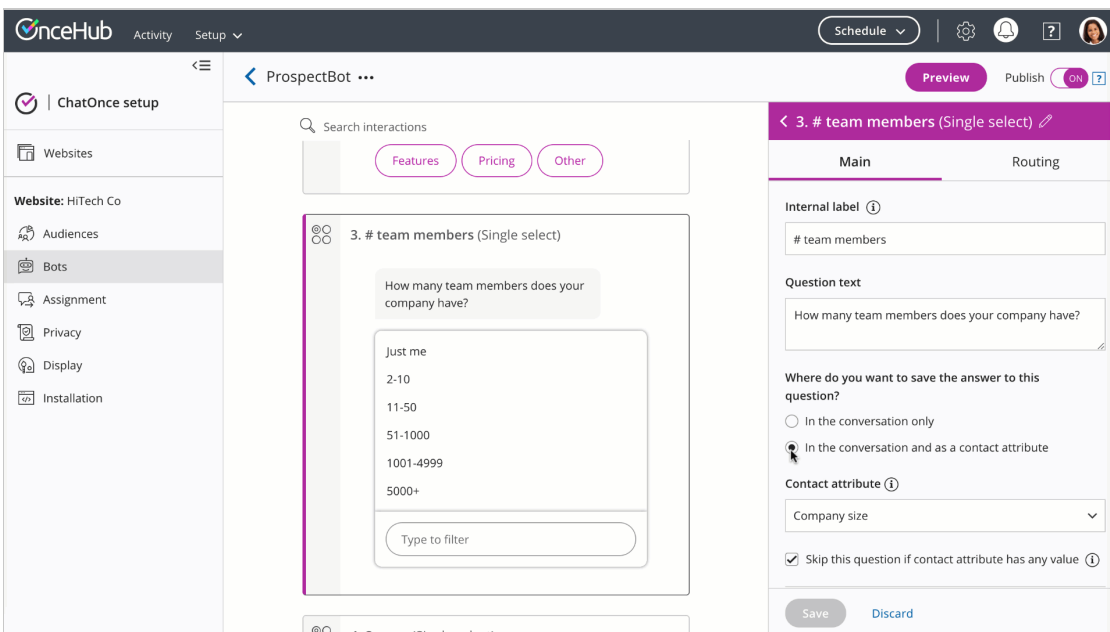 OnceHub
Activity
Setup
Schedule
?
ChatOnce setup
Websites
Website: HiTech Co
Audiences
Bots
Assignment
Privacy
Display
Installation
ProspectBot
Preview
Publish
ON
?
Search interactions
Features
Pricing
Other
3. # team members (Single select)
How many team members does your
company have?
Just me
2-10
11-50
51-1000
1001-4999
5000+
Type to filter
3. # team members (Single select)
Main
Routing
Internal label
# team members
Question text
How many team members does your company have?
Where do you want to save the answer to this
question?
In the conversation only
In the conversation and as a contact attribute
Contact attribute
Company size
Skip this question if contact attribute has any value
Save
Discard